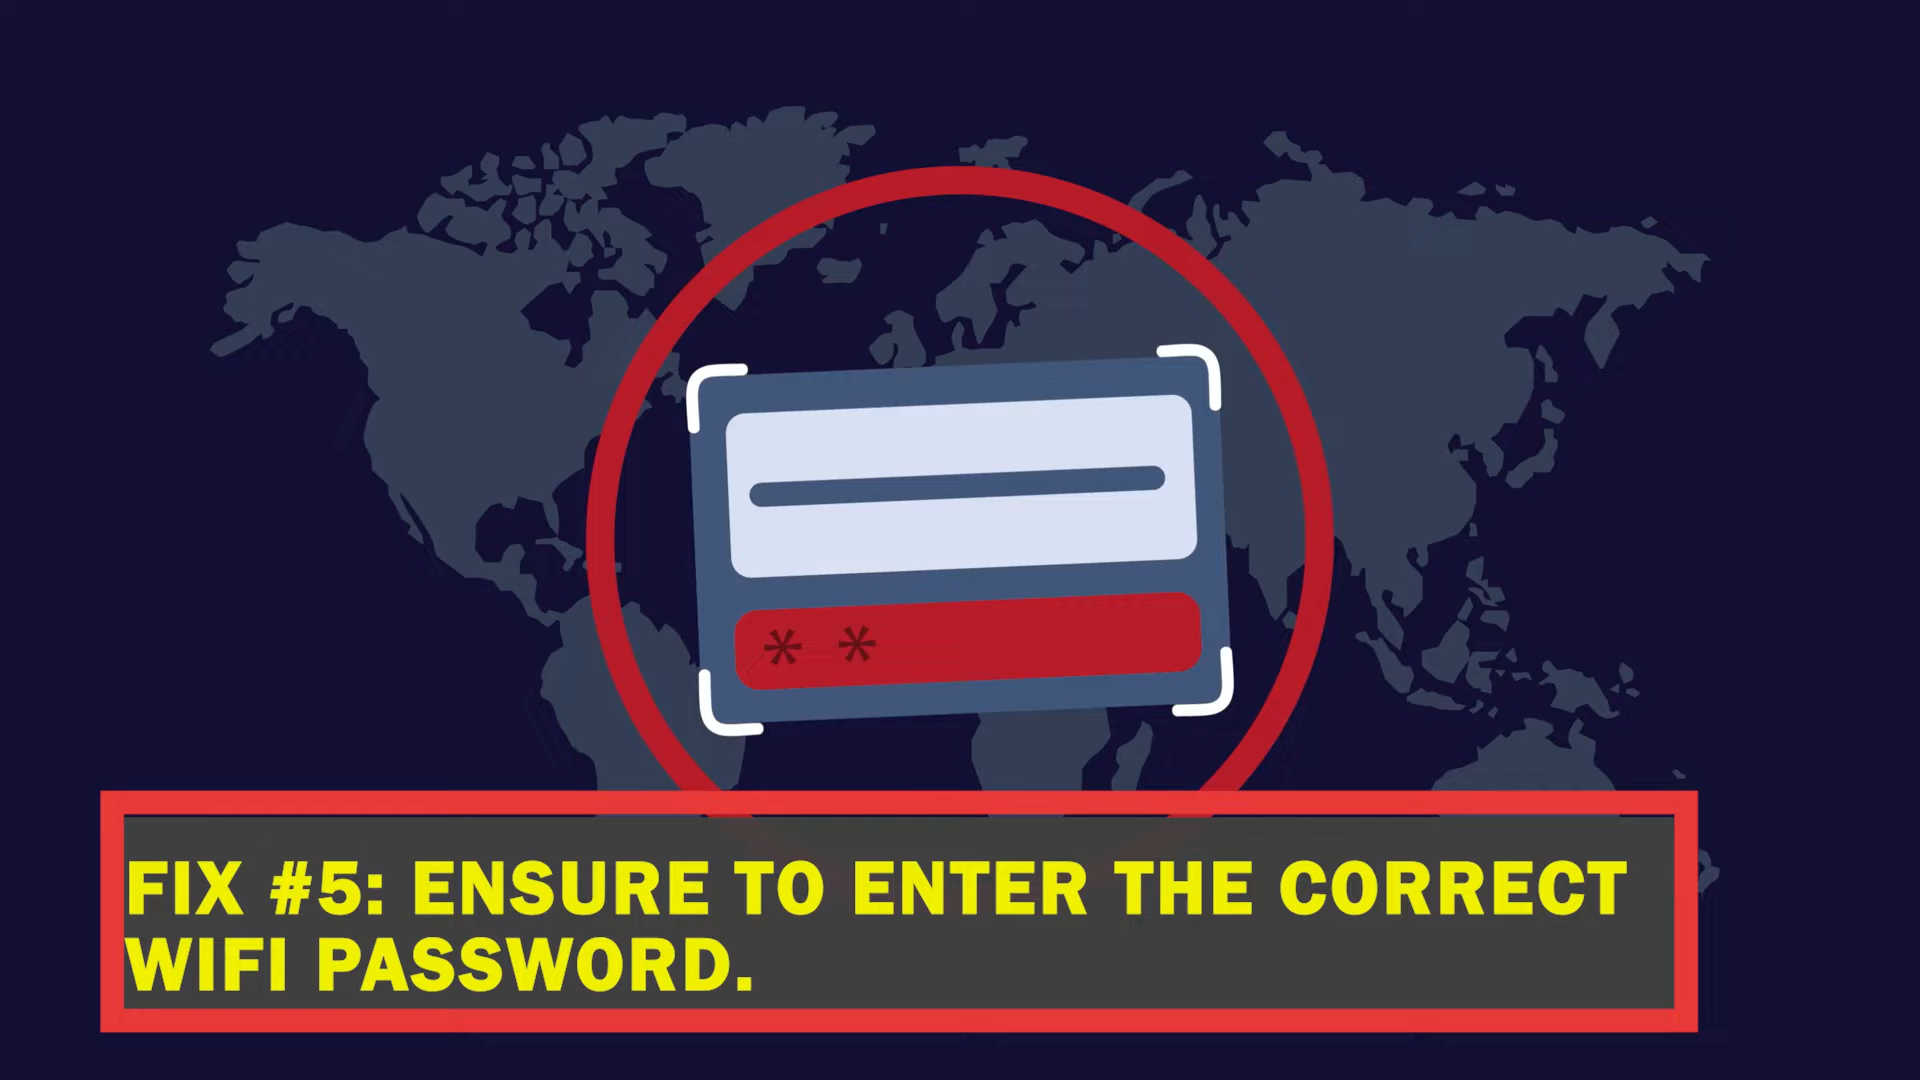 * *
FIX #5: ENSURE TO ENTER THE CORRECT
WIFI PASSWORD.